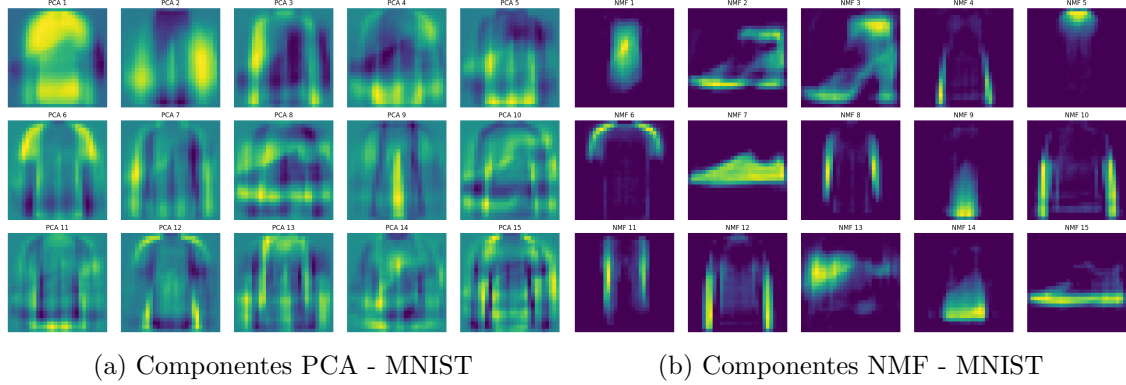 PCA 1 PCA 2 PCA 3 PCA 4 PCA 5 NMF 1 NMF 2 NMF 3 NMF 4 NMF 5
PCA 6 PCA 7 PCA 8 PCA 9 PCA 10 NMF 6 NMF 7 NMF 8 NMF 9 NMF 10
PCA 11 PCA 12 PCA 13 PCA 14 PCA 15 NMF 11 NMF 12 NMF 13 NMF 14 NMF 15
(a) Componentes PCA - MNIST
(b) Componentes NMF - MNIST